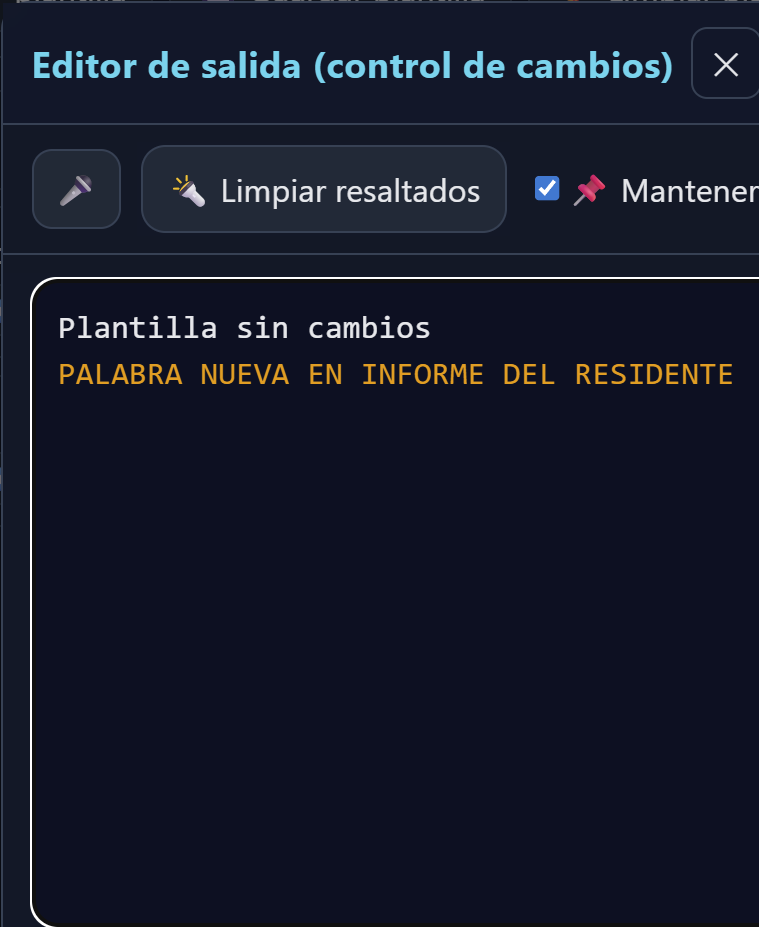 Editor de salida (control de cambios)
Limpiar resaltados
Mantener
Plantilla sin cambios
PALABRA NUEVA EN INFORME DEL RESIDENTE